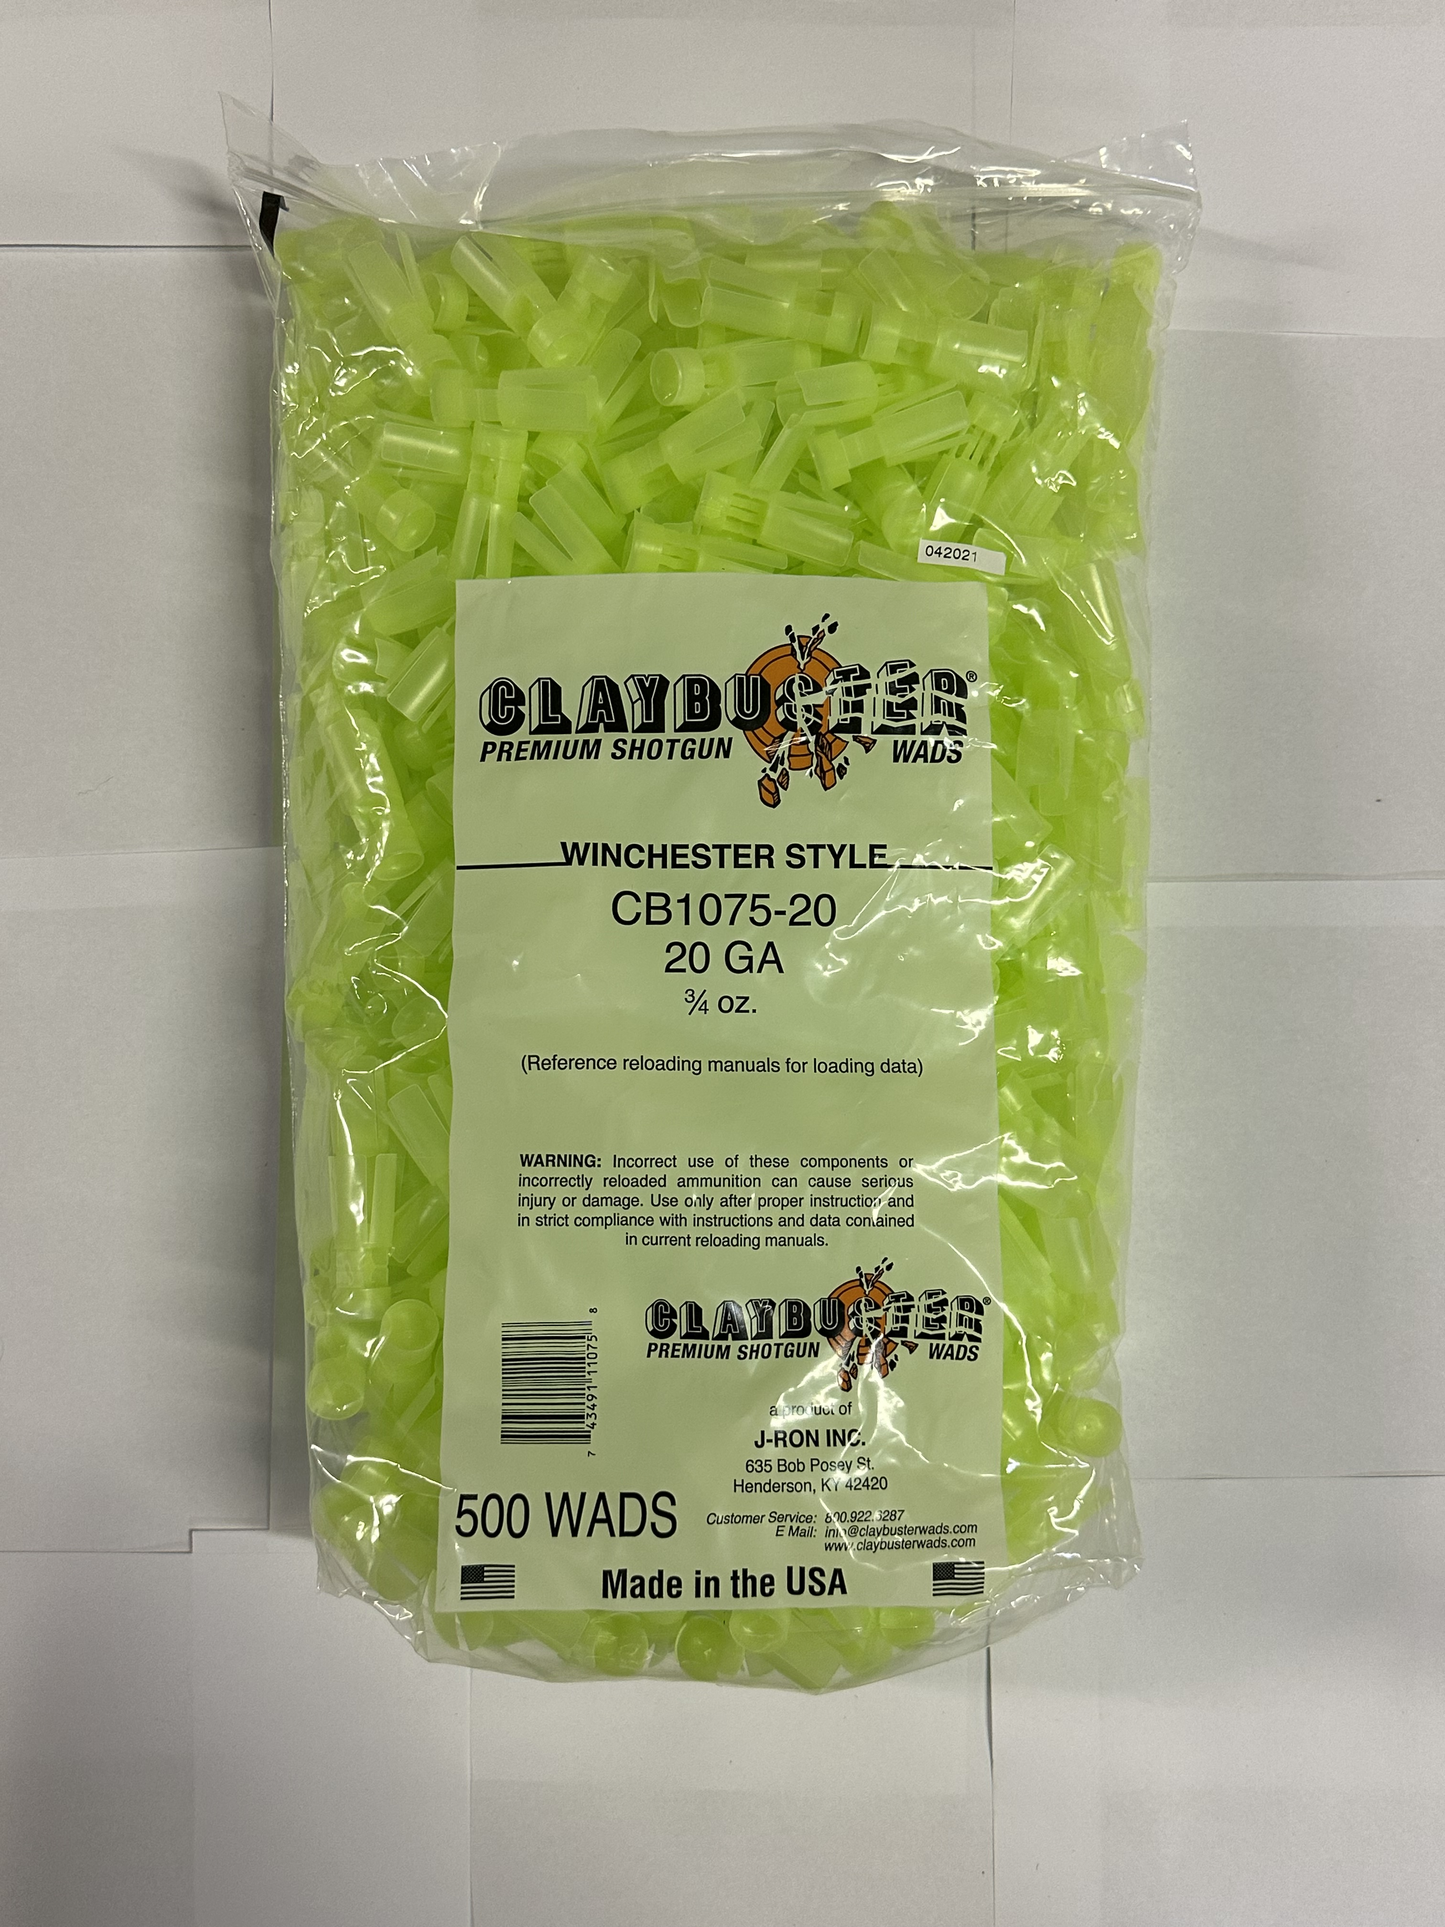 042021
CLAYBUSTER®
PREMIUM SHOTGUN WADS
WINCHESTER STYLE
CB1075-20
20 GA
¾ oz.
(Reference reloading manuals for loading data)
WARNING: Incorrect use of these components or
incorrectly reloaded ammunition can cause serious
injury or damage. Use only after proper instruction and
in strict compliance with instructions and data contained
in current reloading manuals.
CLAYBUSTER®
PREMIUM SHOTGUN WADS
7 43491 11075 8
a product of
J-RON INC.
635 Bob Posey St.
Henderson, KY 42420
500 WADS
Customer Service: 800.922.6287
E Mail: info@claybusterwads.com
www.claybusterwads.com
Made in the USA